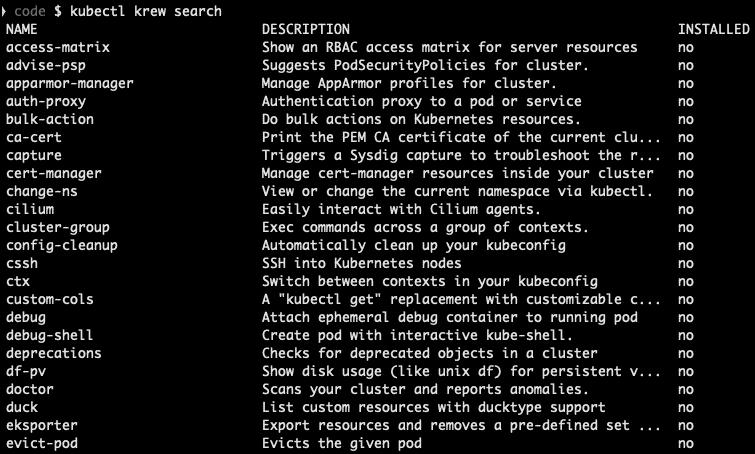 code $ kubectl krew search
NAME DESCRIPTION INSTALLED
access-matrix Show an RBAC access matrix for server resources no
advise-psp Suggests PodSecurityPolicies for cluster. no
apparmor-manager Manage AppArmor profiles for cluster. no
auth-proxy Authentication proxy to a pod or service no
bulk-action Do bulk actions on Kubernetes resources. no
ca-cert Print the PEM CA certificate of the current clu... no
capture Triggers a Sysdig capture to troubleshoot the r... no
cert-manager Manage cert-manager resources inside your cluster no
change-ns View or change the current namespace via kubectl. no
cilium Easily interact with Cilium agents. no
cluster-group Exec commands across a group of contexts. no
config-cleanup Automatically clean up your kubeconfig no
cssh SSH into Kubernetes nodes no
ctx Switch between contexts in your kubeconfig no
custom-cols A "kubectl get" replacement with customizable c... no
debug Attach ephemeral debug container to running pod no
debug-shell Create pod with interactive kube-shell. no
deprecations Checks for deprecated objects in a cluster no
df-pv Show disk usage (like unix df) for persistent v... no
doctor Scans your cluster and reports anomalies. no
duck List custom resources with ducktype support no
eksporter Export resources and removes a pre-defined set ... no
evict-pod Evicts the given pod no